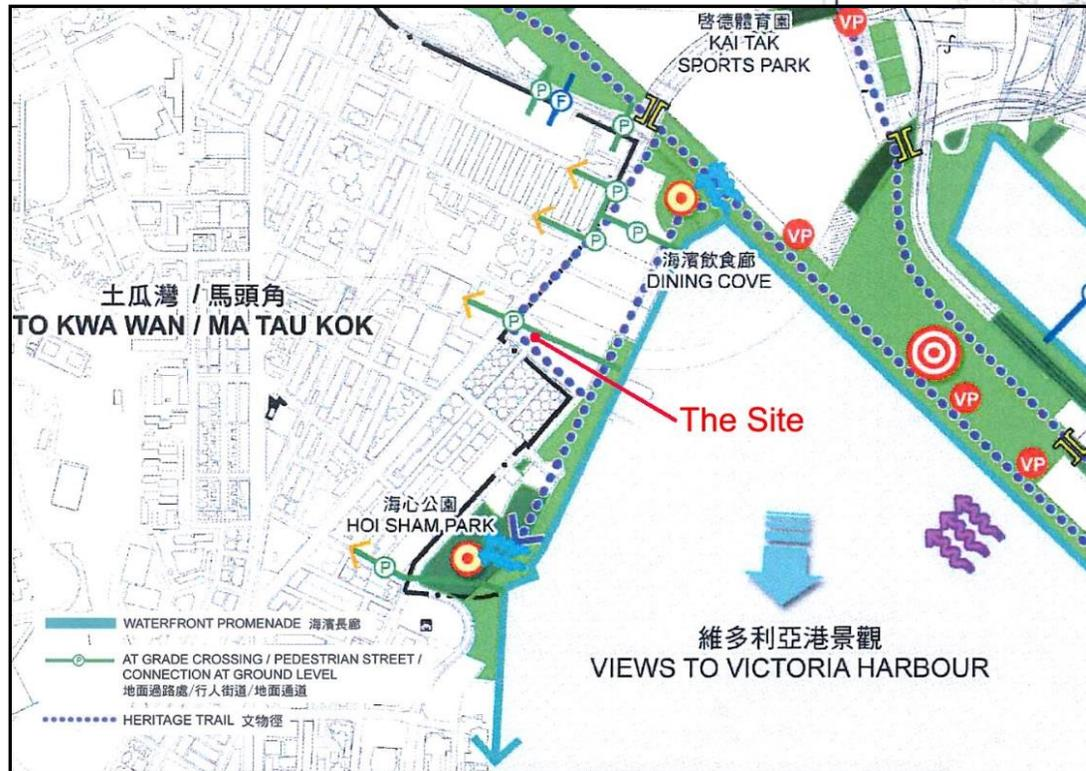 啓德體育園
KAI TAK
SPORTS PARK
VP
P
F
P
P
P
P
海濱飲食廊
DINING COVE
VP
土瓜灣 / 馬頭角
TO KWA WAN / MA TAU KOK
P
The Site
VP
VP
海心公園
HOI SHAM PARK
P
維多利亞港景觀
VIEWS TO VICTORIA HARBOUR
WATERFRONT PROMENADE 海濱長廊
P
AT GRADE CROSSING / PEDESTRIAN STREET /
CONNECTION AT GROUND LEVEL
地面過路處/行人街道/地面通道
HERITAGE TRAIL 文物徑